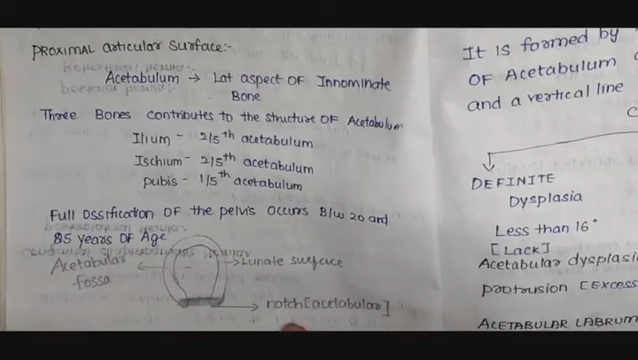 PROXIMAL articular surface:-
Acetabulum → Lat aspect OF Innominate
Bone
Three Bones contributes to the structure OF Acetabulum
Ilium - 2/5th acetabulum
Ischium - 2/5th acetabulum
pubis - 1/5th acetabulum
Full Ossification OF the pelvis Occurs B/w 20 and
25 years OF Age
Acetabular
fossa
Lunate surface
notch [acetabular]
It is formed by
OF Acetabulum
and a vertical line
DEFINITE
Dysplasia
Less than 16°
[Lack]
Acetabular dysplasi
protrusion [Excess
ACETABULAR LABRUM